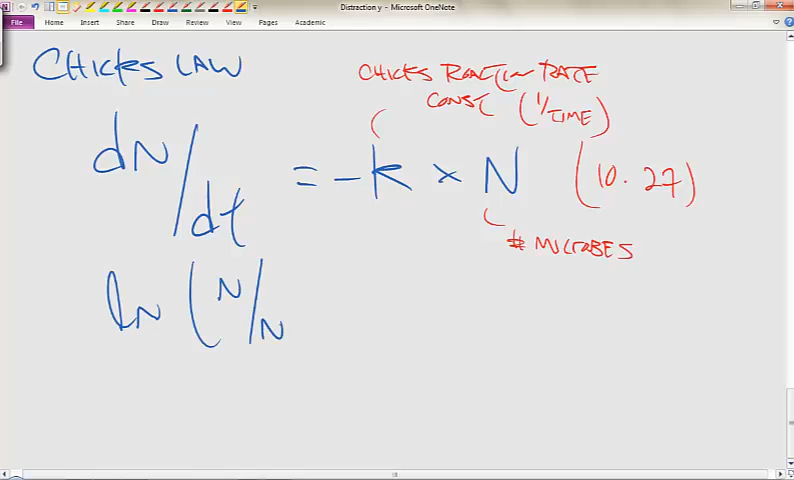 Distraction y - Microsoft OneNote
File Home Insert Share Draw Review View Pages Academic
CHICKS LAW
CHICKS REACTION RATE
CONST (1/TIME)
dN/dt = -k × N (10.27)
# MICROBES
ln (N/N